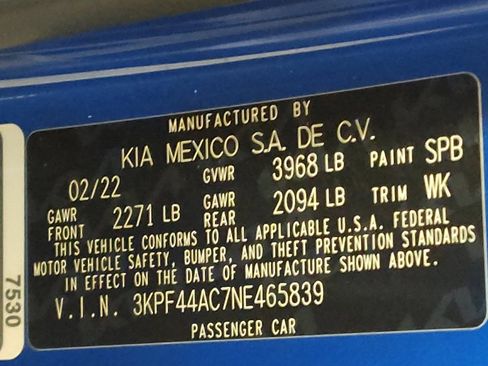 MANUFACTURED BY
KIA MEXICO S.A. DE C.V.
02/22 GVWR 3968 LB PAINT SPB
GAWR FRONT 2271 LB GAWR REAR 2094 LB TRIM WK
THIS VEHICLE CONFORMS TO ALL APPLICABLE U.S.A. FEDERAL
MOTOR VEHICLE SAFETY, BUMPER, AND THEFT PREVENTION STANDARDS
IN EFFECT ON THE DATE OF MANUFACTURE SHOWN ABOVE.
V.I.N. 3KPF44AC7NE465839
PASSENGER CAR
7530